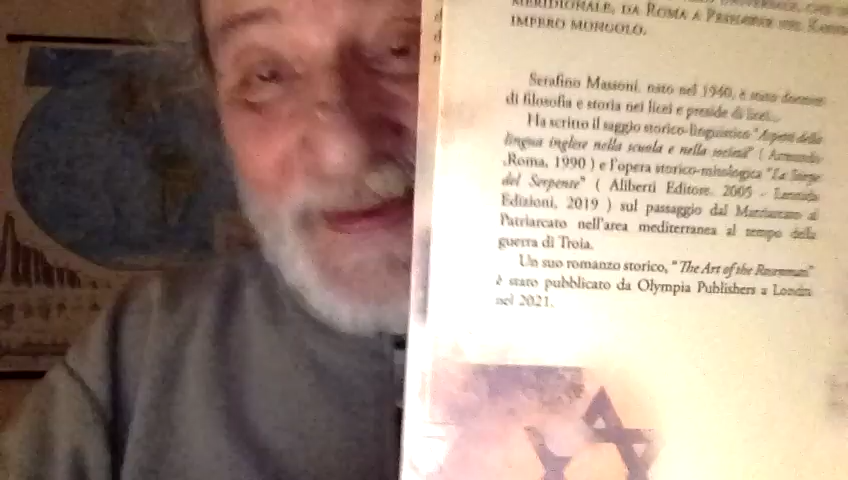 MERIDIONALE, DA ROMA A
IMPERO MONGOLO.
Serafino Massoni, nato nel 1940, è stato docente
di filosofia e storia nei licei e preside di licei...
Ha scritto il saggio storico-linguistico "Aspetti della
lingua inglese nella scuola e nella società" ( Armando
Roma, 1990 ) e l'opera storico-mitologica "La Stirpe
del Serpente" ( Aliberti Editore, 2005 -
Edizioni, 2019 ) sul passaggio dal Matriarcato al
Patriarcato nell'area mediterranea al tempo della
guerra di Troia.
Un suo romanzo storico, "The Art of the
è stato pubblicato da Olympia Publishers a Londra
nel 2021.